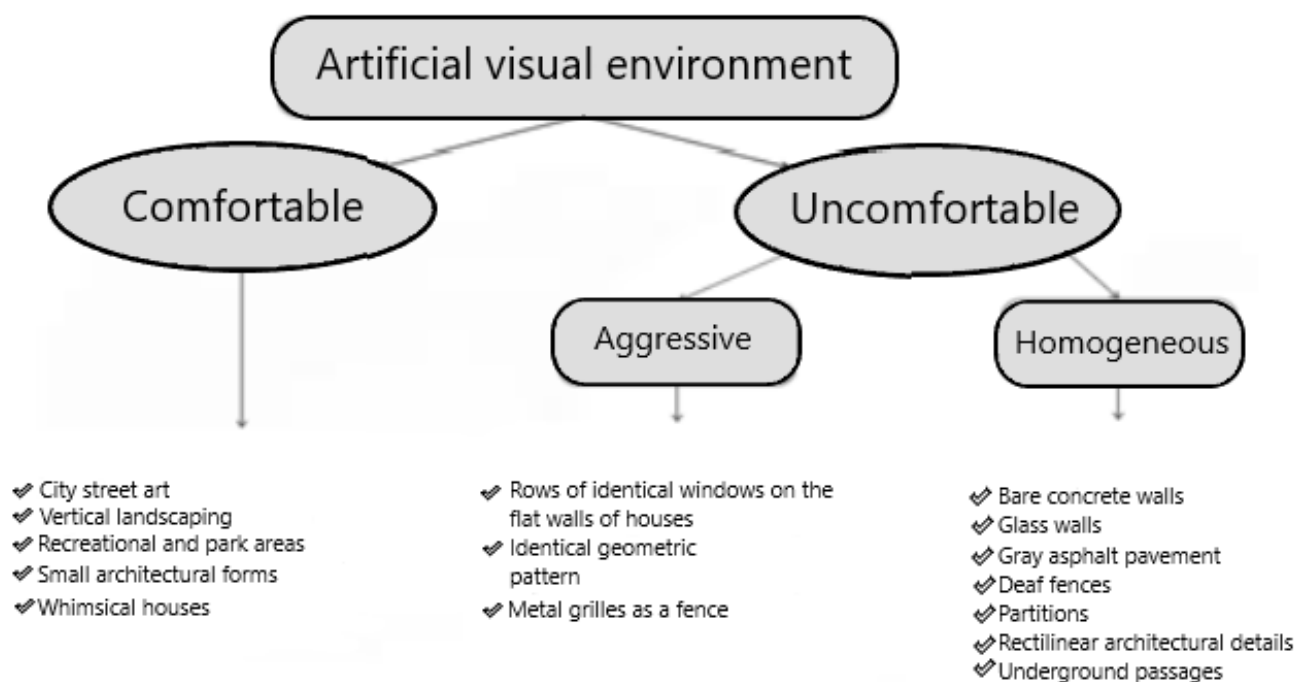 Artificial visual environment
Comfortable
Uncomfortable
Aggressive
Homogeneous
City street art
Vertical landscaping
Recreational and park areas
Small architectural forms
Whimsical houses
Rows of identical windows on the
flat walls of houses
Identical geometric
pattern
Metal grilles as a fence
Bare concrete walls
Glass walls
Gray asphalt pavement
Deaf fences
Partitions
Rectilinear architectural details
Underground passages